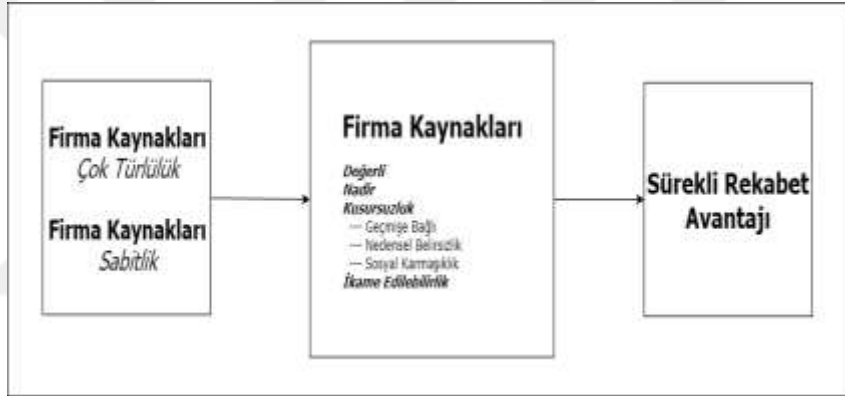 Firma Kaynakları
Çok Türlülük
Firma Kaynakları
Sabitlik
Firma Kaynakları
Değerli
Nadir
Kusursuzluk
— Geçmişe Bağlı
— Nedensel Belirsizlik
— Sosyal Karmaşıklık
İkame Edilebilirlik
Sürekli Rekabet
Avantajı